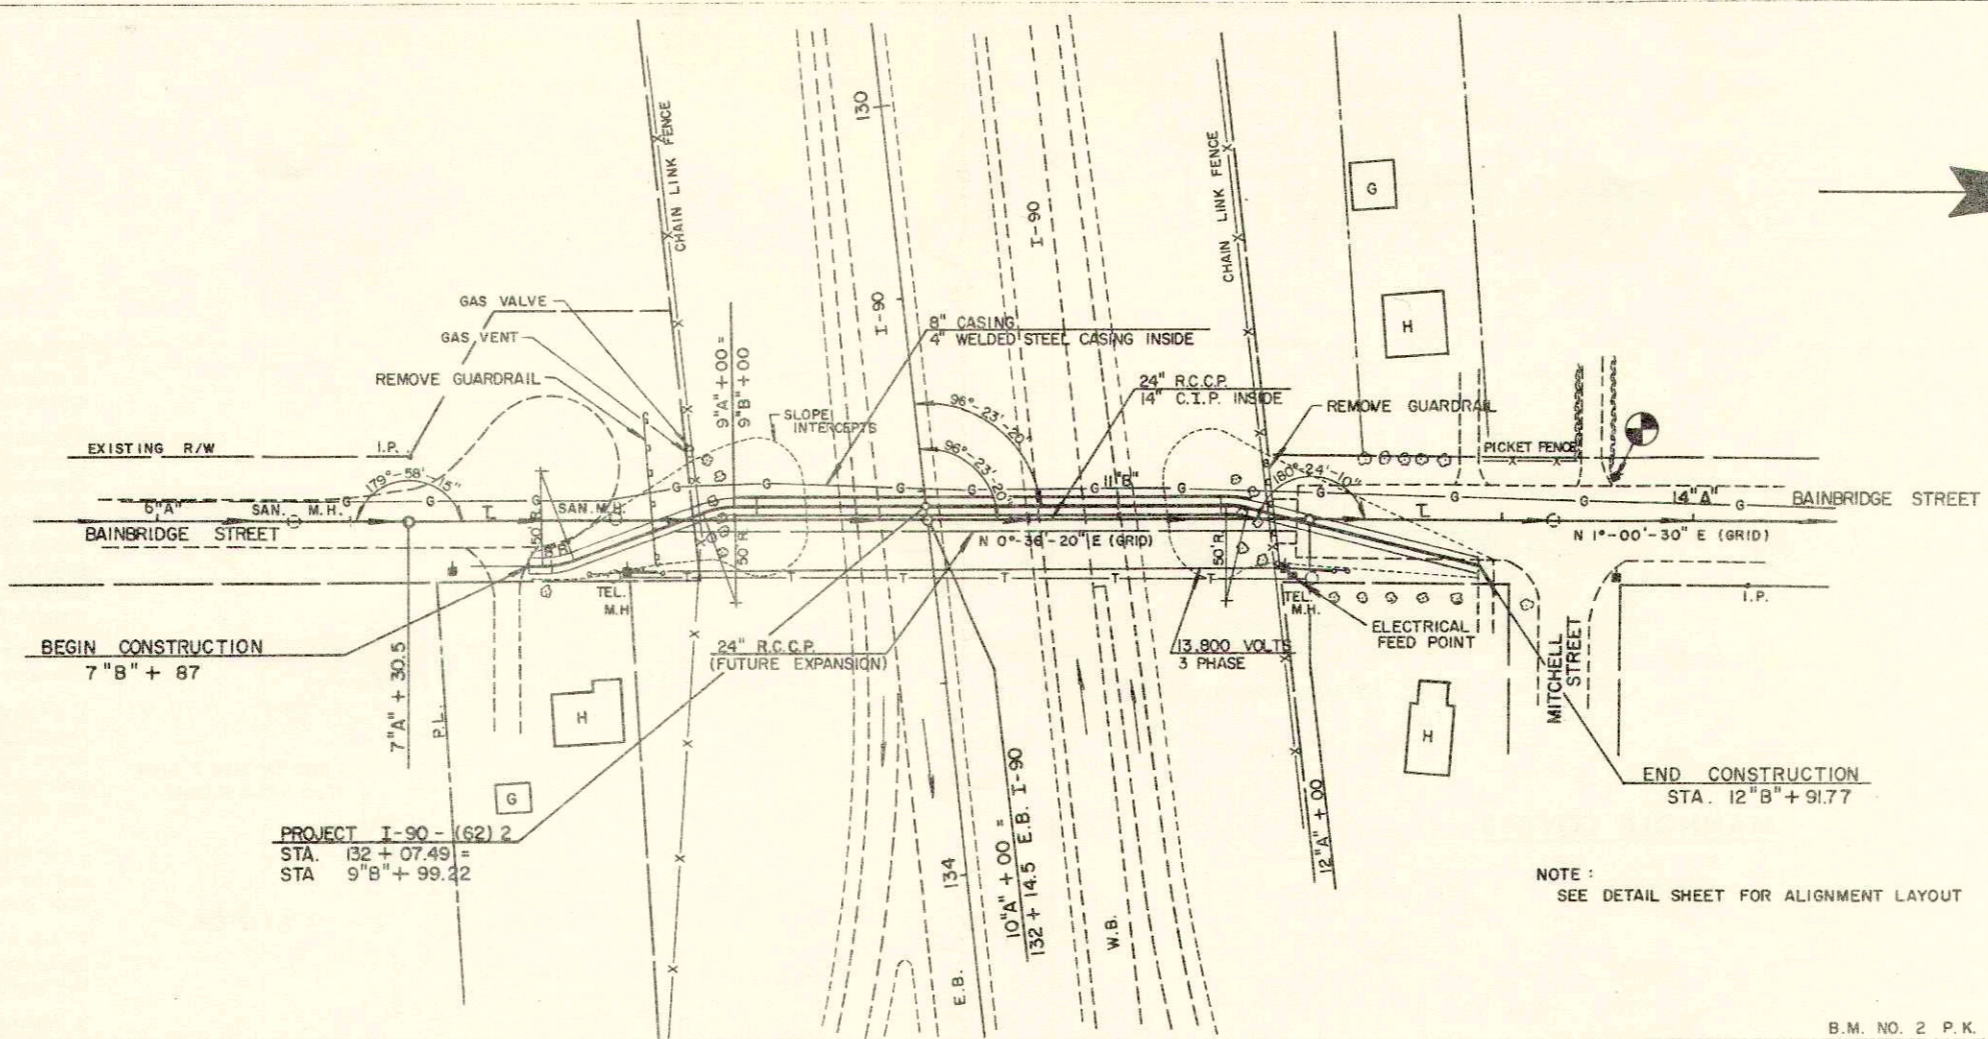 130
CHAIN LINK FENCE
CHAIN LINK FENCE
G
I-90
I-90
GAS VALVE
GAS VENT
REMOVE GUARDRAIL
9"A" + 00 =
9"B" + 00
8" CASING
4" WELDED STEEL CASING INSIDE
H
24" R.C.C.P.
14" C.I.P. INSIDE
REMOVE GUARDRAIL
SLOPE
INTERCEPTS
96°-23'-20"
96°-23'-20"
EXISTING R/W
I.P.
PICKET FENCE
179°-58'-15"
180°-24'-10"
6"A"
SAN. M.H.
G
G
G
SAN. M.H.
G
G
G
G
11"B"
G
G
G
G
14"A"
G
BAINBRIDGE STREET
BAINBRIDGE STREET
50' R.
8"B"
50' R.
50' R.
N 0°-36'-20" E (GRID)
N 1°-00'-30" E (GRID)
T
T
T
T
T
TEL.
M.H.
TEL.
M.H.
I.P.
BEGIN CONSTRUCTION
7"B" + 87
24" R.C.C.P.
(FUTURE EXPANSION)
13.800 VOLTS
3 PHASE
ELECTRICAL
FEED POINT
MITCHELL
STREET
7"A" + 30.5
P.L.
H
H
G
END CONSTRUCTION
STA. 12"B" + 91.77
PROJECT I-90-(62) 2
STA. 132 + 07.49 =
STA 9"B" + 99.22
10"A" + 00 =
132 + 14.5 E.B. I-90
12"A" + 00
134
E.B.
W.B.
NOTE :
SEE DETAIL SHEET FOR ALIGNMENT LAYOUT
B.M. NO. 2 P.K.